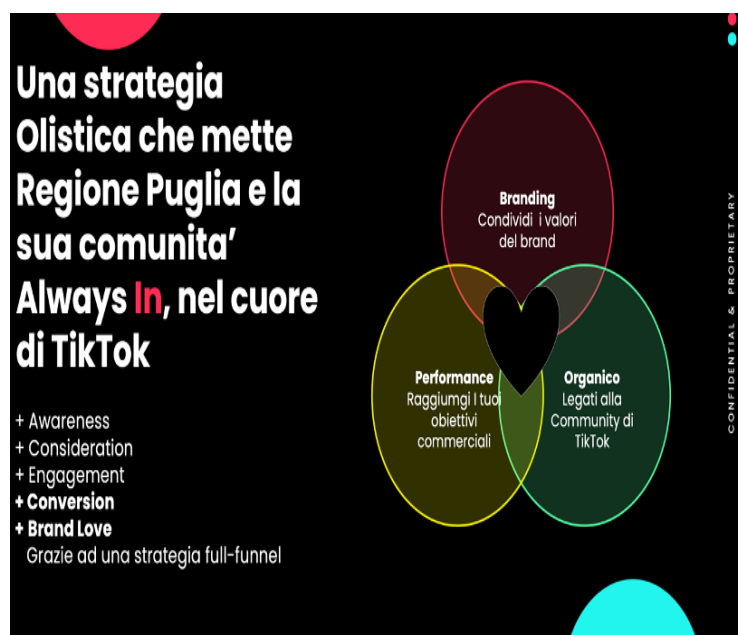 Una strategia
Olistica che mette
Regione Puglia e la
sua comunita’
Always In, nel cuore
di TikTok
+ Awareness
+ Consideration
+ Engagement
+ Conversion
+ Brand Love
Grazie ad una strategia full-funnel
Branding
Condividi i valori
del brand
Performance
Raggiumgi I tuoi
obiettivi
commerciali
Organico
Legati alla
Community di
TikTok
CONFIDENTIAL & PROPRIETARY